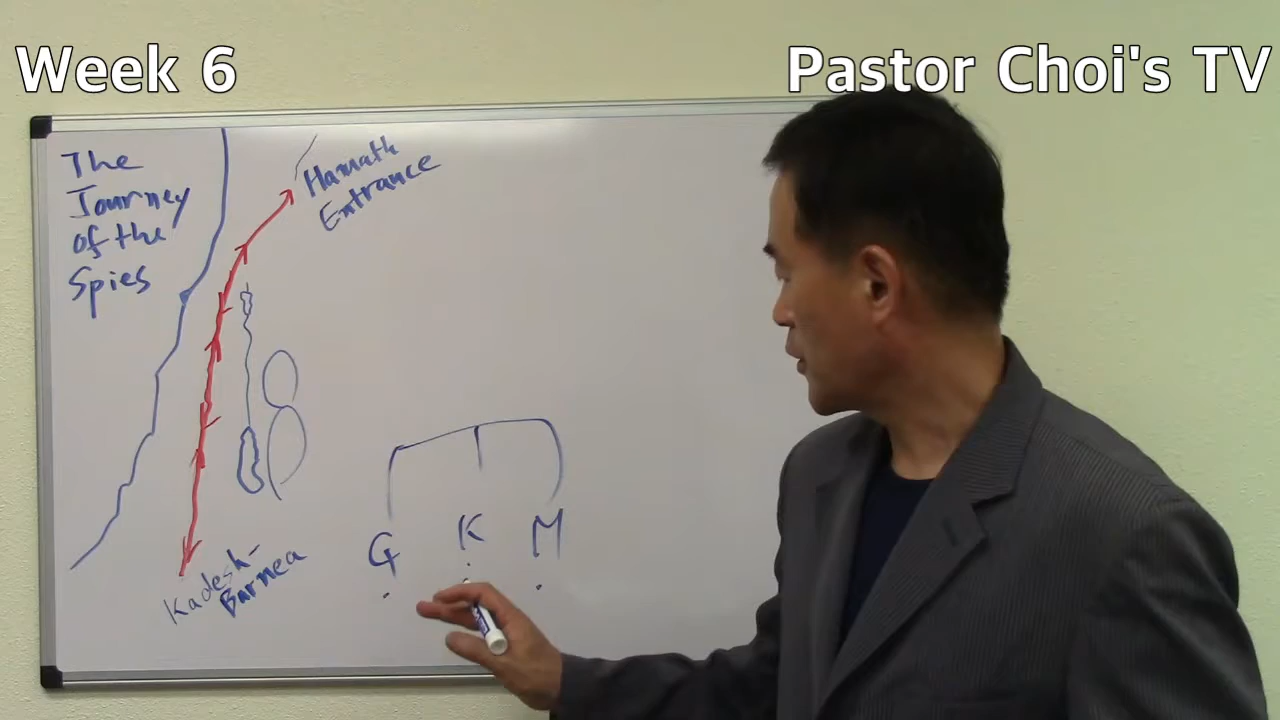 Week 6
Pastor Choi's TV
The
Journey
of the
Spies
Hamath
Entrance
Kadesh-
Barnea
G K M